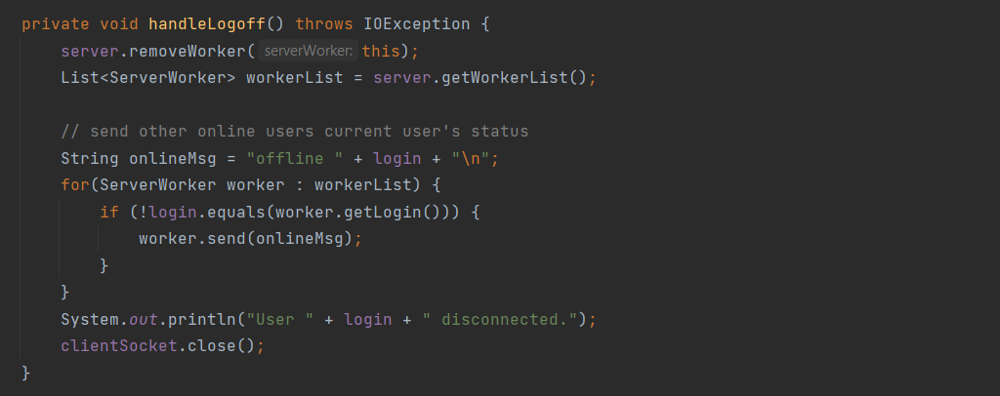 private void handleLogoff() throws IOException {
    server.removeWorker( serverWorker: this);
    List<ServerWorker> workerList = server.getWorkerList();

    // send other online users current user's status
    String onlineMsg = "offline " + login + "\n";
    for(ServerWorker worker : workerList) {
        if (!login.equals(worker.getLogin())) {
            worker.send(onlineMsg);
        }
    }
    System.out.println("User " + login + " disconnected.");
    clientSocket.close();
}